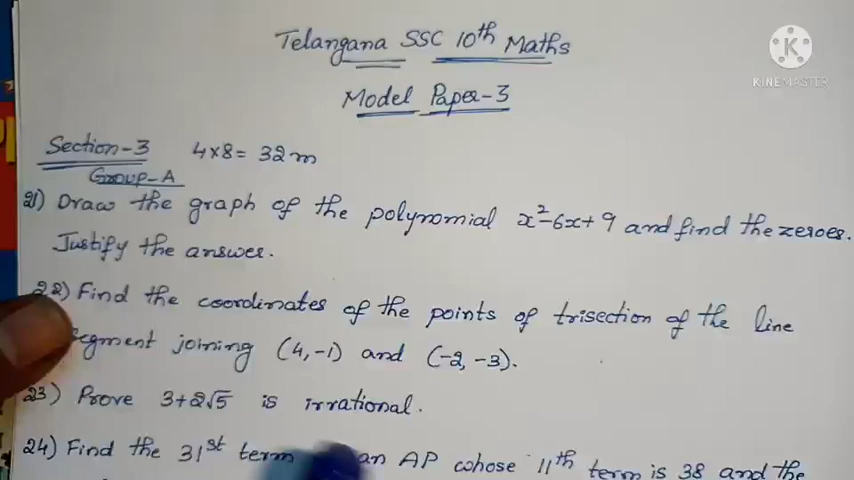 Telangana SSC 10th Maths
Model Paper-3
Section-3 4×8= 32m
Group-A
21) Draw the graph of the polynomial x²-6x+9 and find the zeroes.
Justify the answer.
22) Find the coordinates of the points of trisection of the line
segment joining (4,-1) and (-2,-3).
23) Prove 3+2√5 is irrational.
24) Find the 31st term an AP whose 11th term is 38 and the
K
KINEMASTER